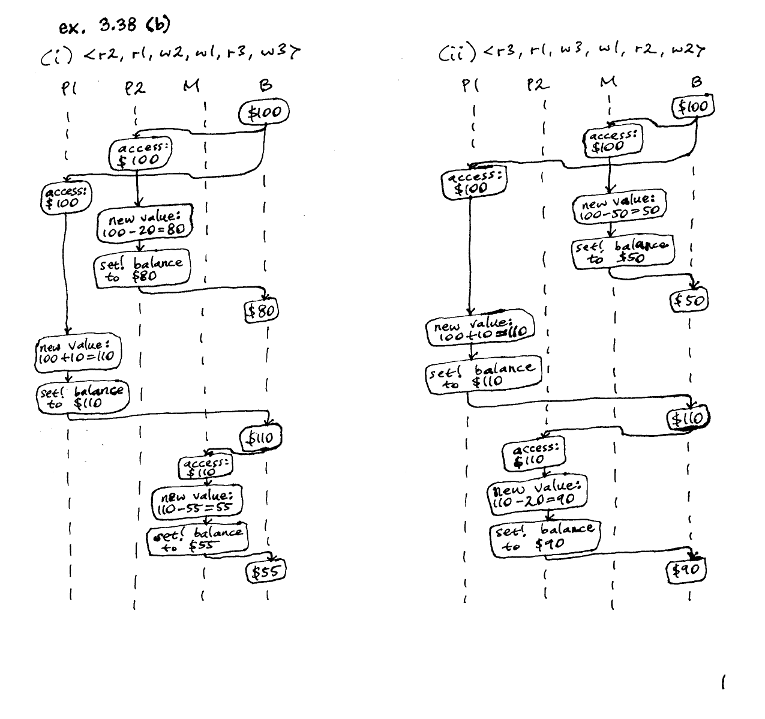 ex. 3.38 (b)
(i) <r2, r1, w2, w1, r3, w3>
P1 P2 M B
$100
access:
$100
access:
$100
new value:
100-20=80
set! balance
to $80
$80
new value:
100+10=110
set! balance
to $110
$110
access:
$110
new value:
110-55=55
set! balance
to $55
$55
(ii) <r3, r1, w3, w1, r2, w2>
P1 P2 M B
$100
access:
$100
access:
$100
new value:
100-50=50
set! balance
to $50
$50
new value:
100+10=110
set! balance
to $110
$110
access:
$110
new value:
110-20=90
set! balance
to $90
$90
1